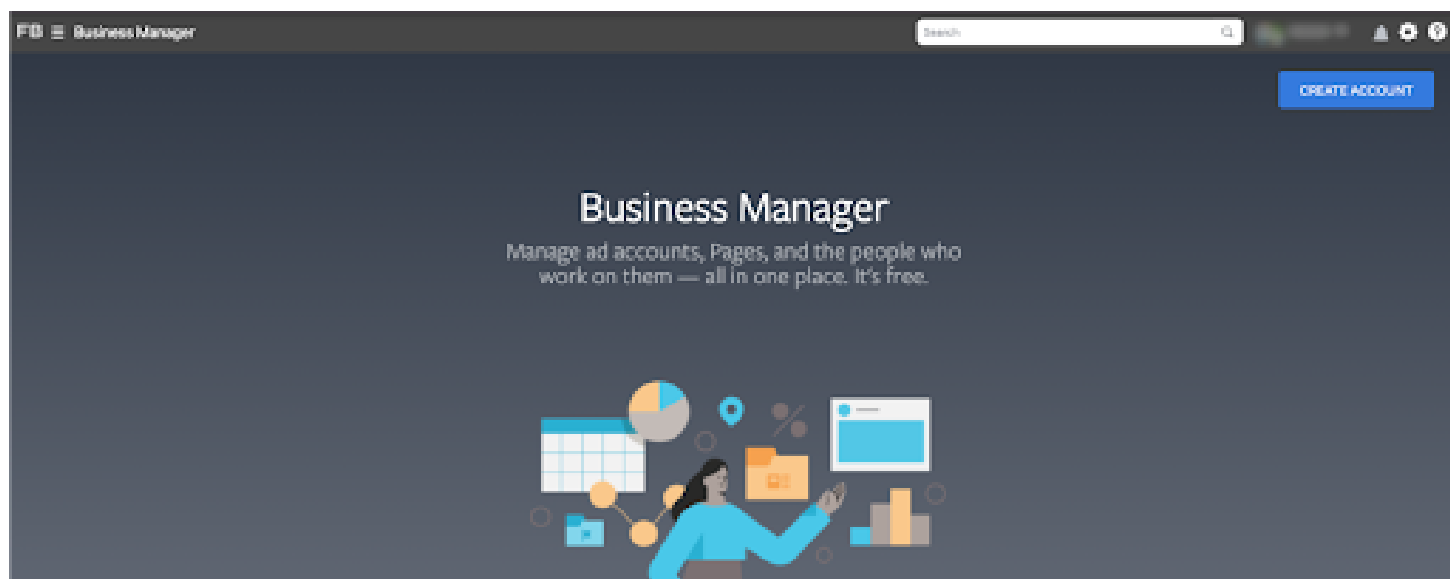 FB Business Manager
Search
CREATE ACCOUNT
Business Manager
Manage ad accounts, Pages, and the people who
work on them — all in one place. It's free.